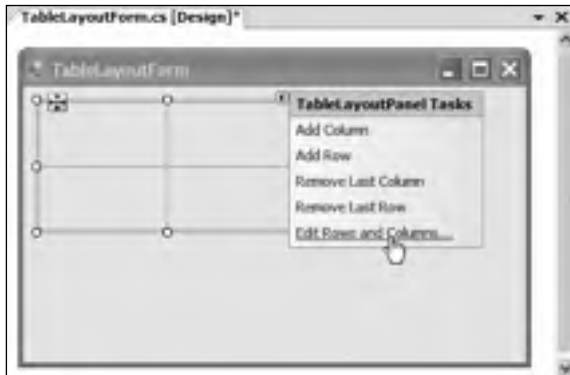 TableLayoutForm.cs [Design]*
TableLayoutForm
TableLayoutPanel Tasks
Add Column
Add Row
Remove Last Column
Remove Last Row
Edit Rows and Columns...